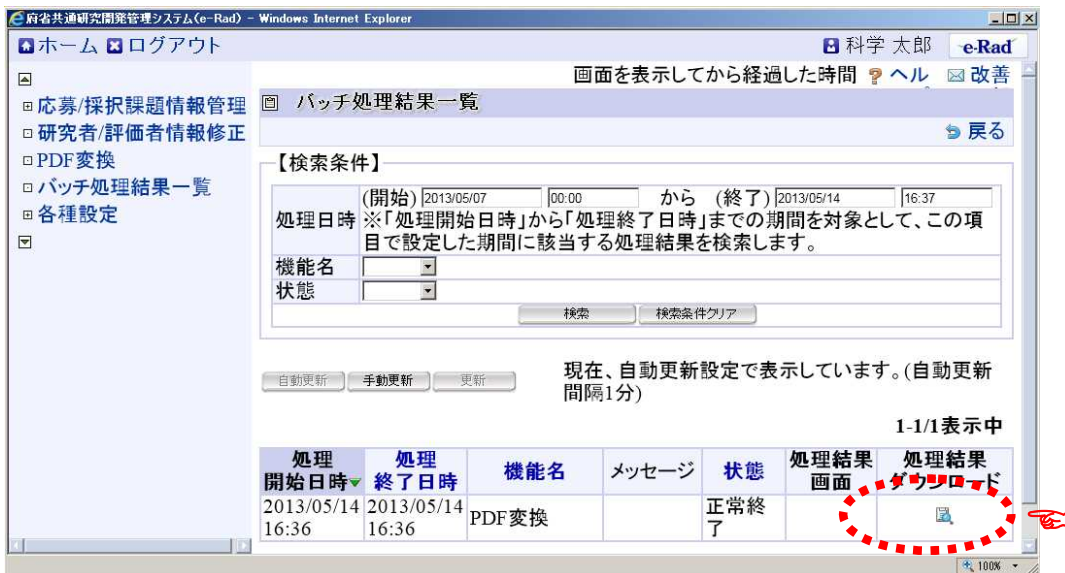 府省共通研究開発管理システム(e-Rad) - Windows Internet Explorer
ホーム ログアウト 科学 太郎 e-Rad
画面を表示してから経過した時間 ヘル 改善
応募/採択課題情報管理
研究者/評価者情報修正
PDF変換
バッチ処理結果一覧
各種設定
バッチ処理結果一覧
戻る
【検索条件】
処理日時
(開始) 2013/05/07 00:00 から (終了) 2013/05/14 16:37
※「処理開始日時」から「処理終了日時」までの期間を対象として、この項
目で設定した期間に該当する処理結果を検索します。
機能名
状態
検索 検索条件クリア
自動更新 手動更新 更新
現在、自動更新設定で表示しています。(自動更新
間隔1分)
1-1/1表示中
処理
開始日時▼
処理
終了日時
機能名
メッセージ
状態
処理結果
画面
処理結果
ダウンロード
2013/05/14
16:36
2013/05/14
16:36
PDF変換
正常終
了
100%